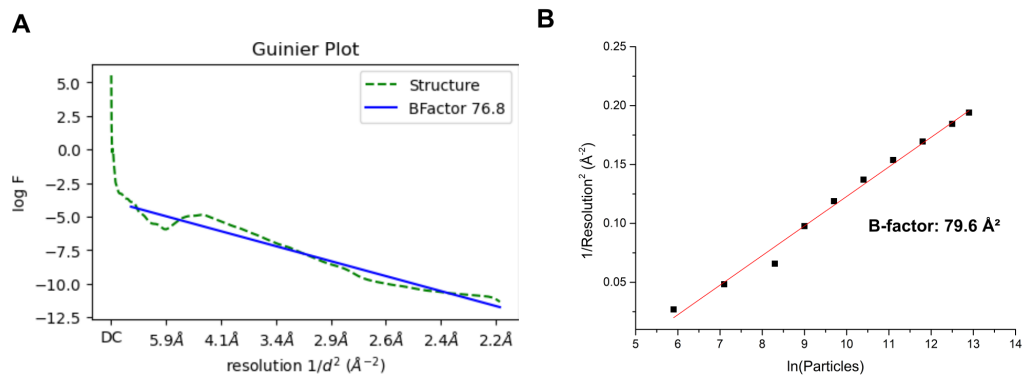 A
Guinier Plot
Structure
BFactor 76.8
log F
5.0
2.5
0.0
−2.5
−5.0
−7.5
−10.0
−12.5
DC 5.9Å 4.1Å 3.4Å 2.9Å 2.6Å 2.4Å 2.2Å
resolution 1/d² (Å⁻²)
B
1/Resolution² (Å⁻²)
0.25
0.20
0.15
0.10
0.05
B-factor: 79.6 Å²
5 6 7 8 9 10 11 12 13 14
ln(Particles)